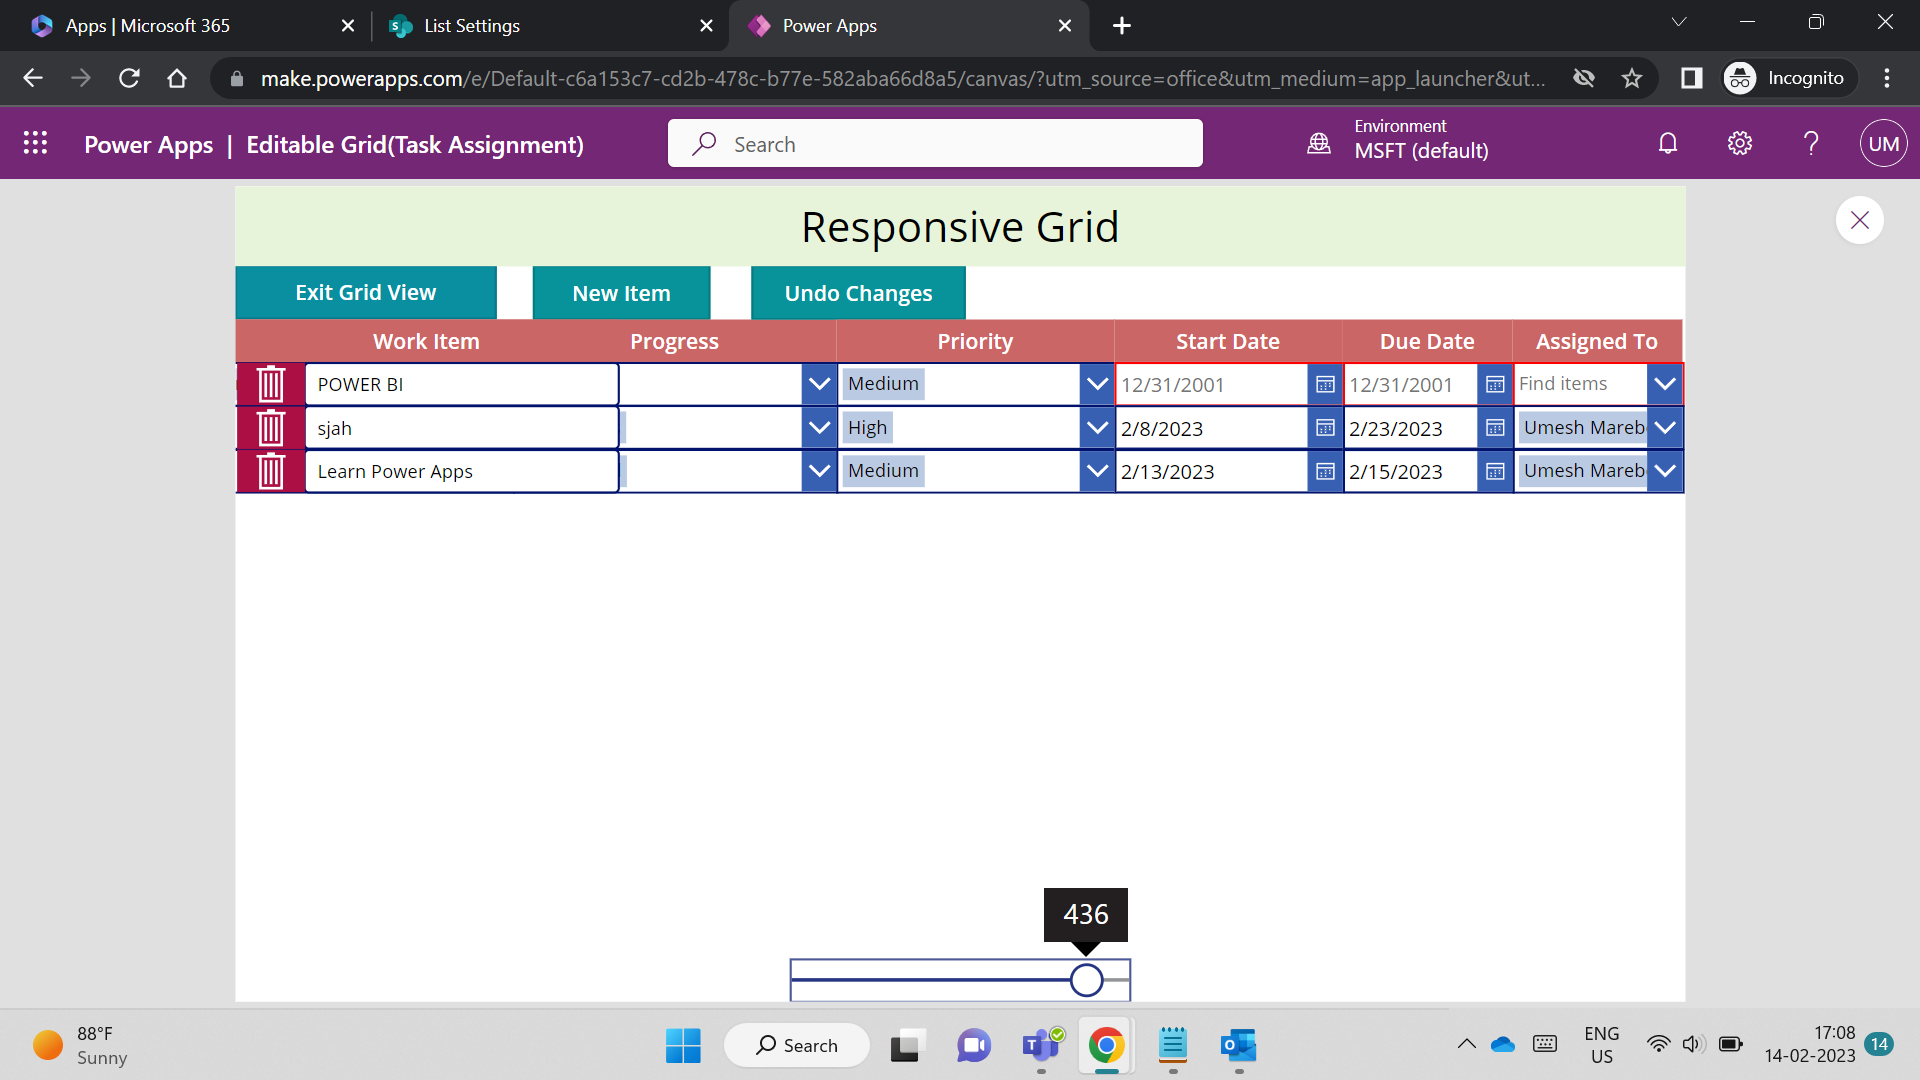 Apps | Microsoft 365
List Settings
Power Apps
make.powerapps.com/e/Default-c6a153c7-cd2b-478c-b77e-582aba66d8a5/canvas/?utm_source=office&utm_medium=app_launcher&ut...
Incognito
Power Apps | Editable Grid(Task Assignment)
Search
Environment
MSFT (default)
?
UM
Responsive Grid
Exit Grid View New Item Undo Changes
Work Item Progress Priority Start Date Due Date Assigned To
POWER BI Medium 12/31/2001 12/31/2001 Find items
sjah High 2/8/2023 2/23/2023 Umesh Mareb
Learn Power Apps Medium 2/13/2023 2/15/2023 Umesh Mareb
436
88°F
Sunny
Search
ENG
US
17:08
14-02-2023
14